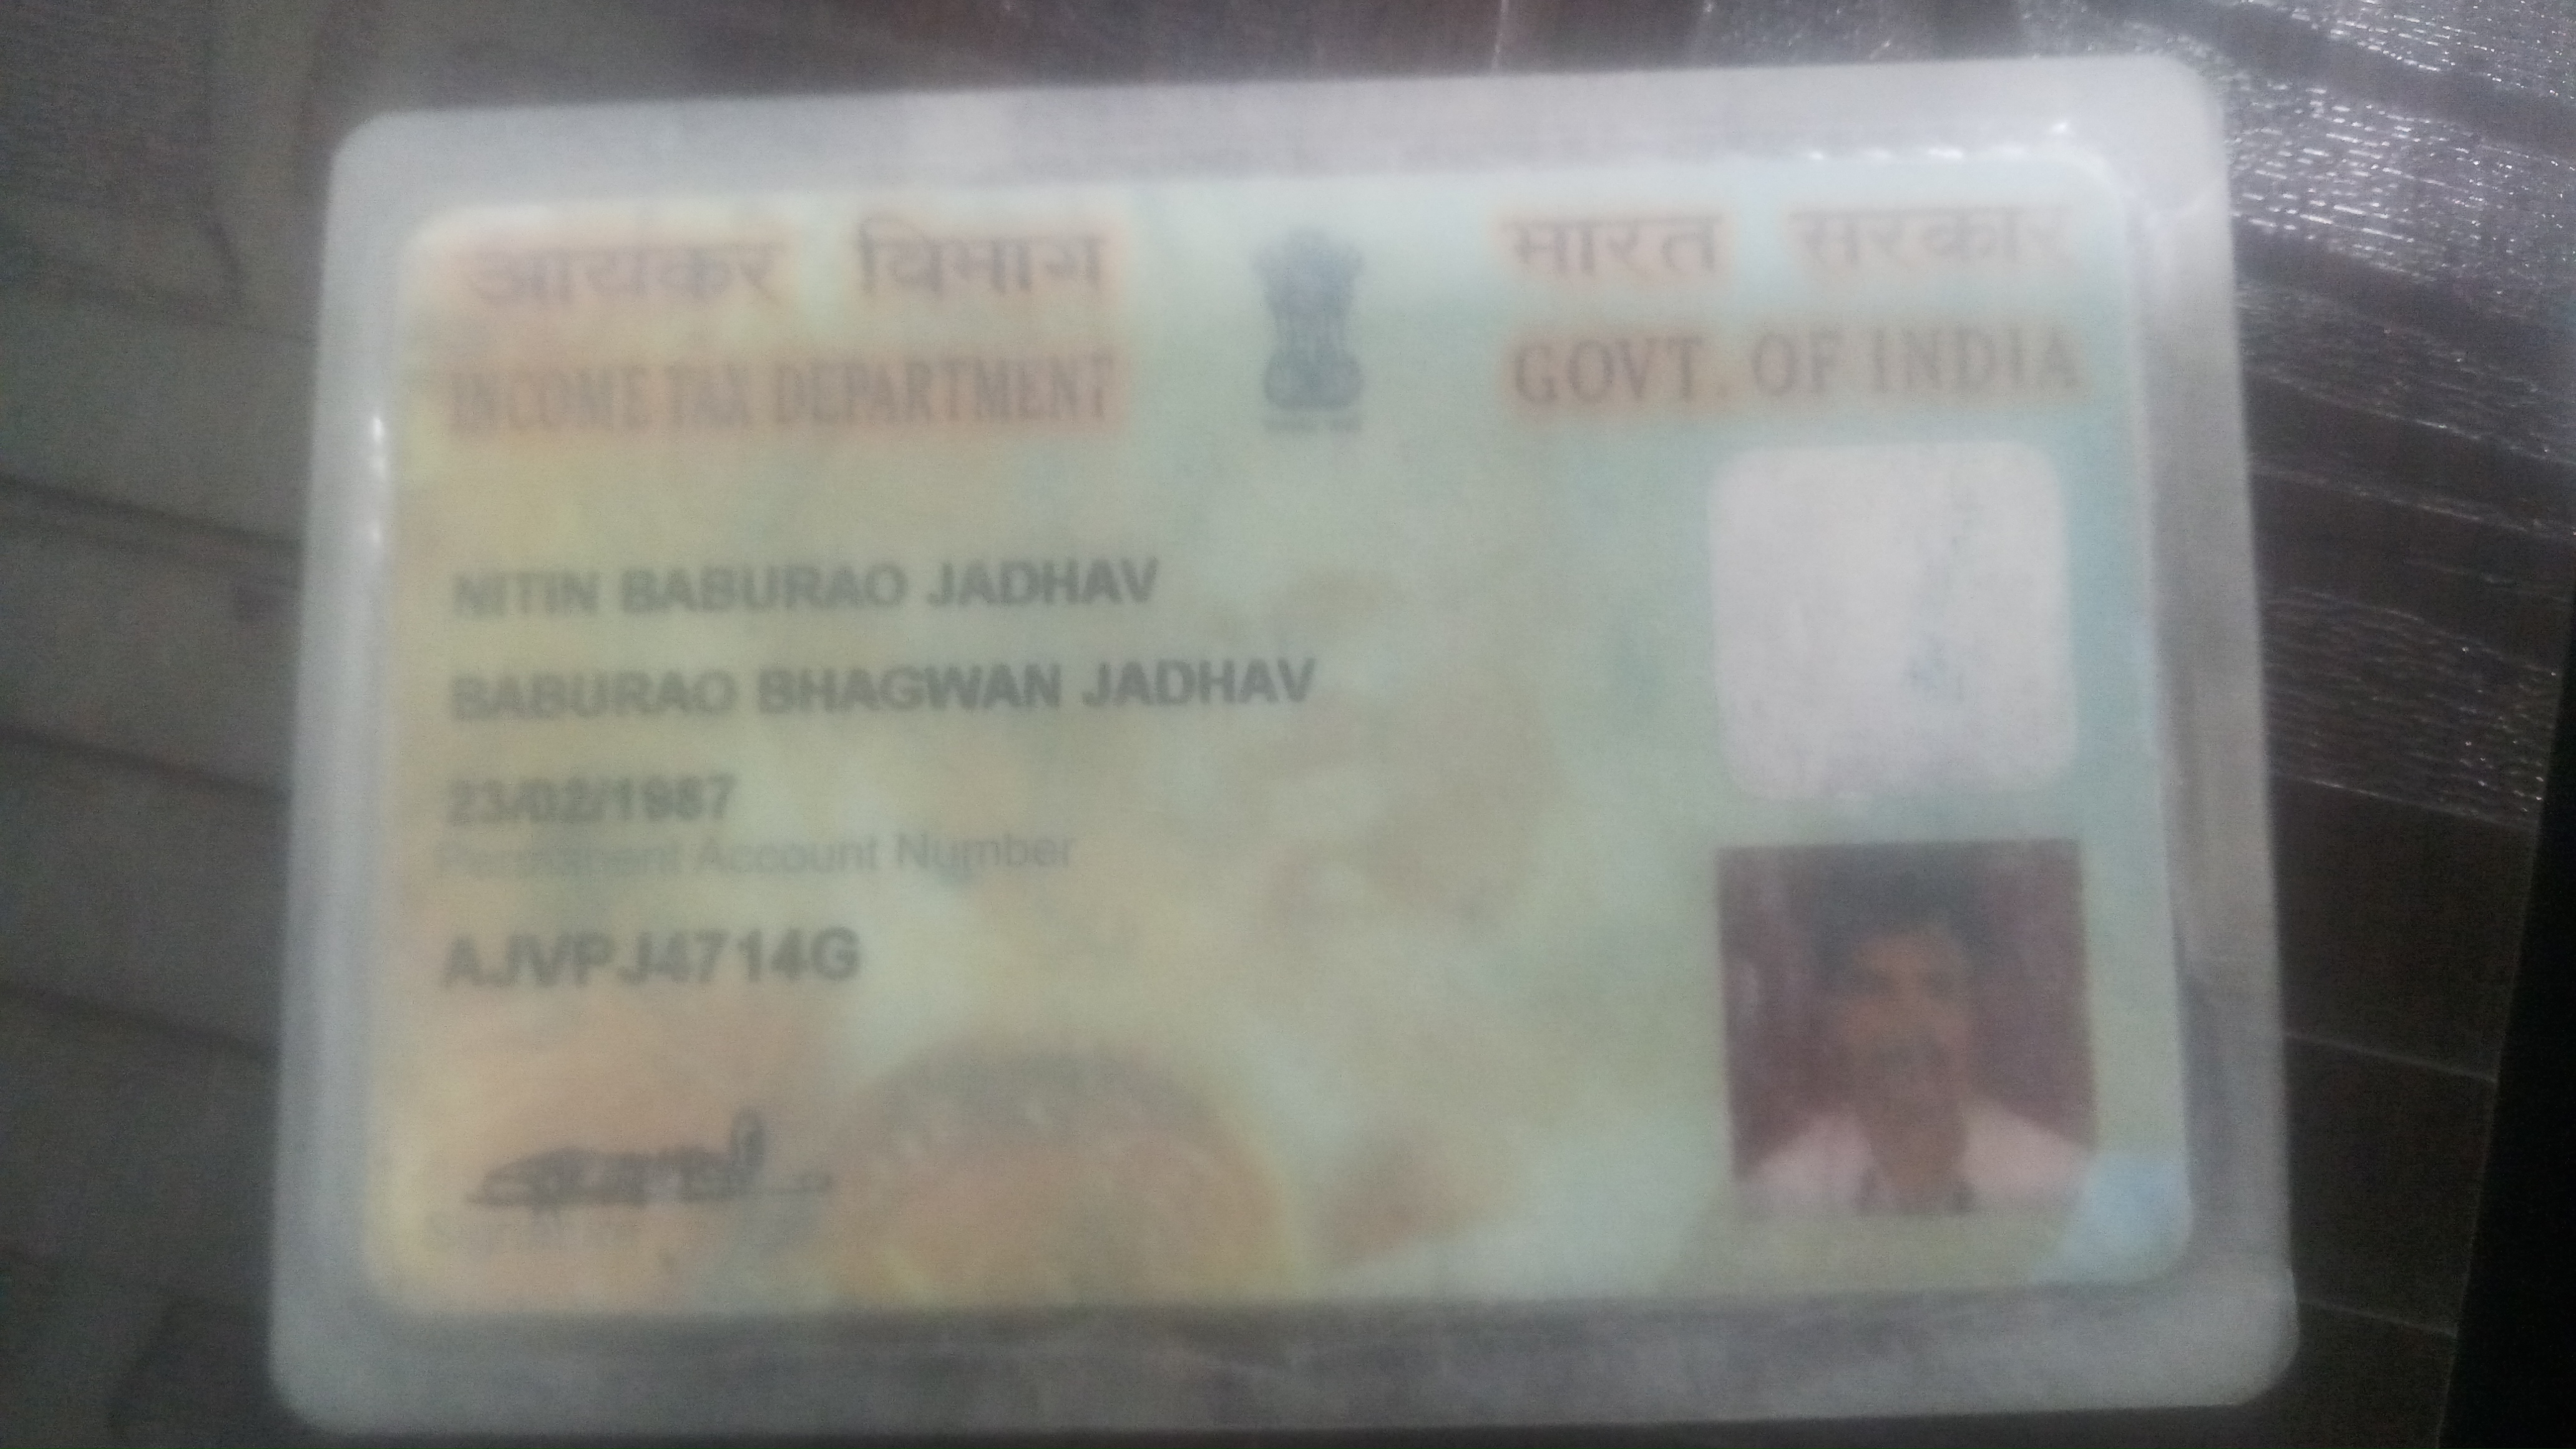 आयकर विभाग
INCOME TAX DEPARTMENT
भारत सरकार
GOVT. OF INDIA
NITIN BABURAO JADHAV
BABURAO BHAGWAN JADHAV
23/02/1987
Permanent Account Number
AJVPJ4714G